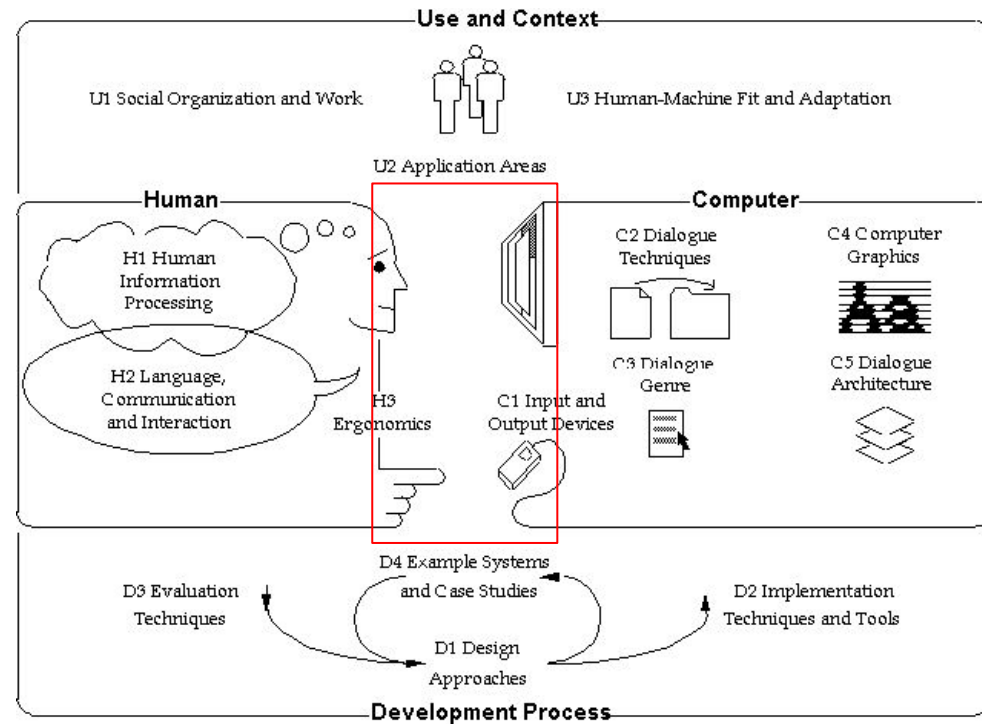 Use and Context
U1 Social Organization and Work
U3 Human-Machine Fit and Adaptation
U2 Application Areas
Human
H1 Human
Information
Processing
H2 Language,
Communication
and Interaction
H3
Ergonomics
Computer
C1 Input and
Output Devices
C2 Dialogue
Techniques
C3 Dialogue
Genre
C4 Computer
Graphics
Aa
C5 Dialogue
Architecture
D3 Evaluation
Techniques
D4 Example Systems
and Case Studies
D1 Design
Approaches
D2 Implementation
Techniques and Tools
Development Process